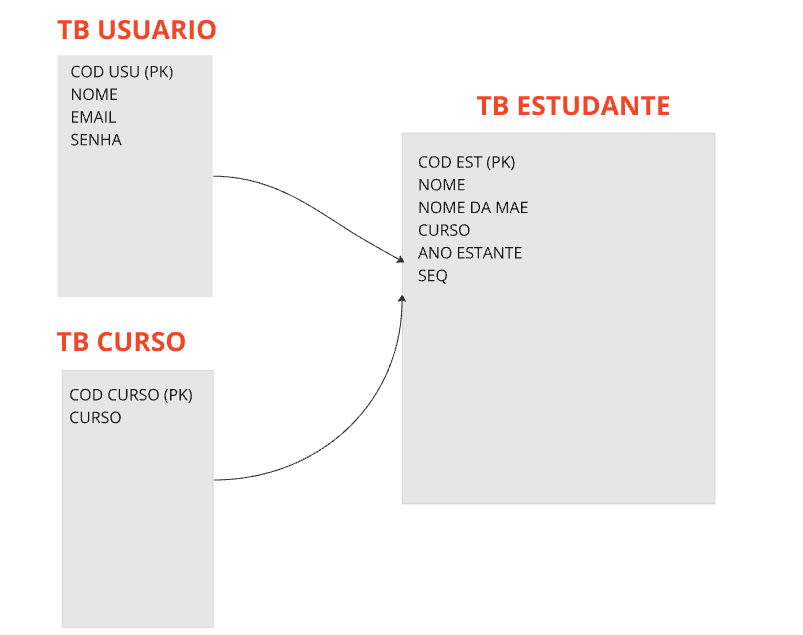 TB USUARIO
COD USU (PK)
NOME
EMAIL
SENHA
TB ESTUDANTE
COD EST (PK)
NOME
NOME DA MAE
CURSO
ANO ESTANTE
SEQ
TB CURSO
COD CURSO (PK)
CURSO